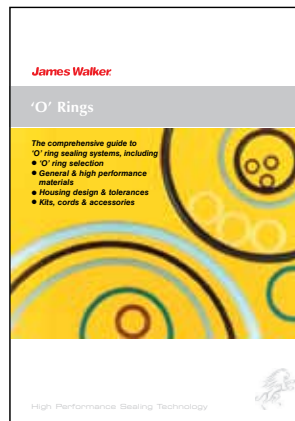 James Walker
'O' Rings
The comprehensive guide to
'O' ring sealing systems, including
● 'O' ring selection
● General & high performance
materials
● Housing design & tolerances
● Kits, cords & accessories
High Performance Sealing Technology